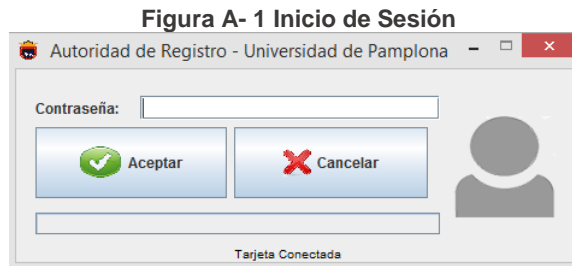 Figura A- 1 Inicio de Sesión
Autoridad de Registro - Universidad de Pamplona
Contraseña:
Aceptar Cancelar
Tarjeta Conectada